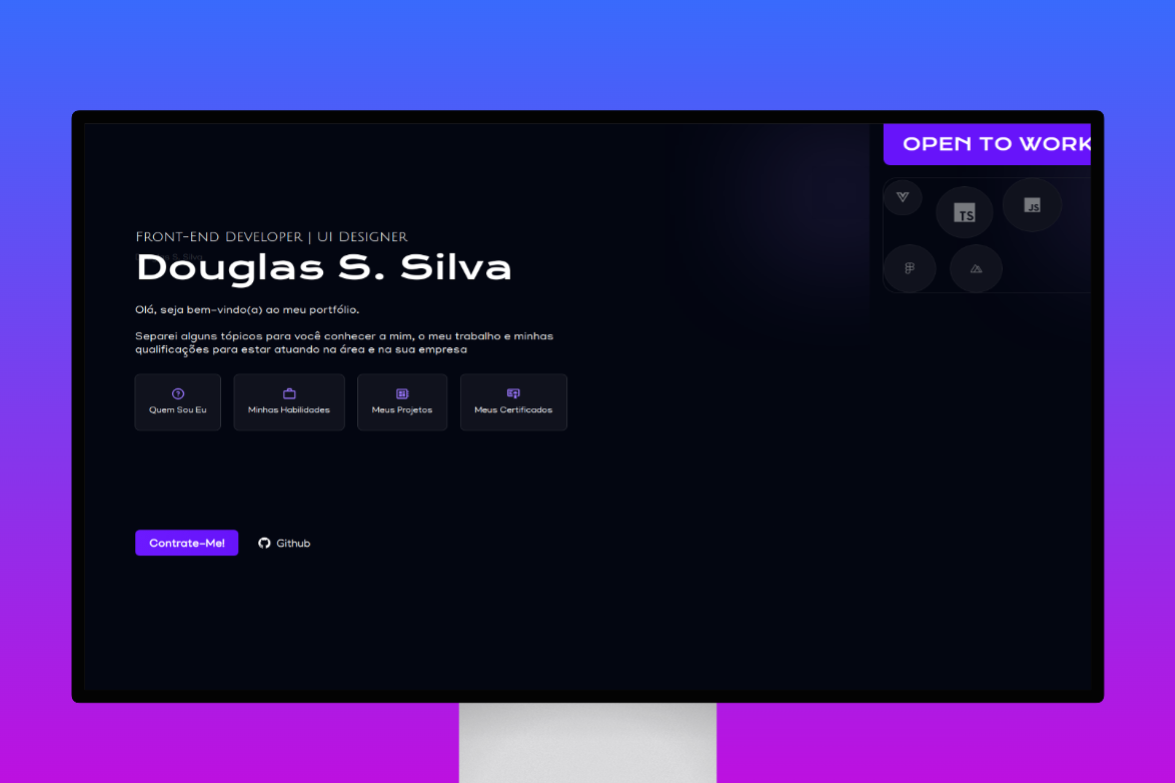 OPEN TO WORK
TS
JS
FRONT-END DEVELOPER | UI DESIGNER
Douglas S. Silva
Douglas S. Silva
Olá, seja bem-vindo(a) ao meu portfólio.
Separei alguns tópicos para você conhecer a mim, o meu trabalho e minhas
qualificações para estar atuando na área e na sua empresa
Quem Sou Eu
Minhas Habilidades
Meus Projetos
Meus Certificados
Contrate-Me!
Github